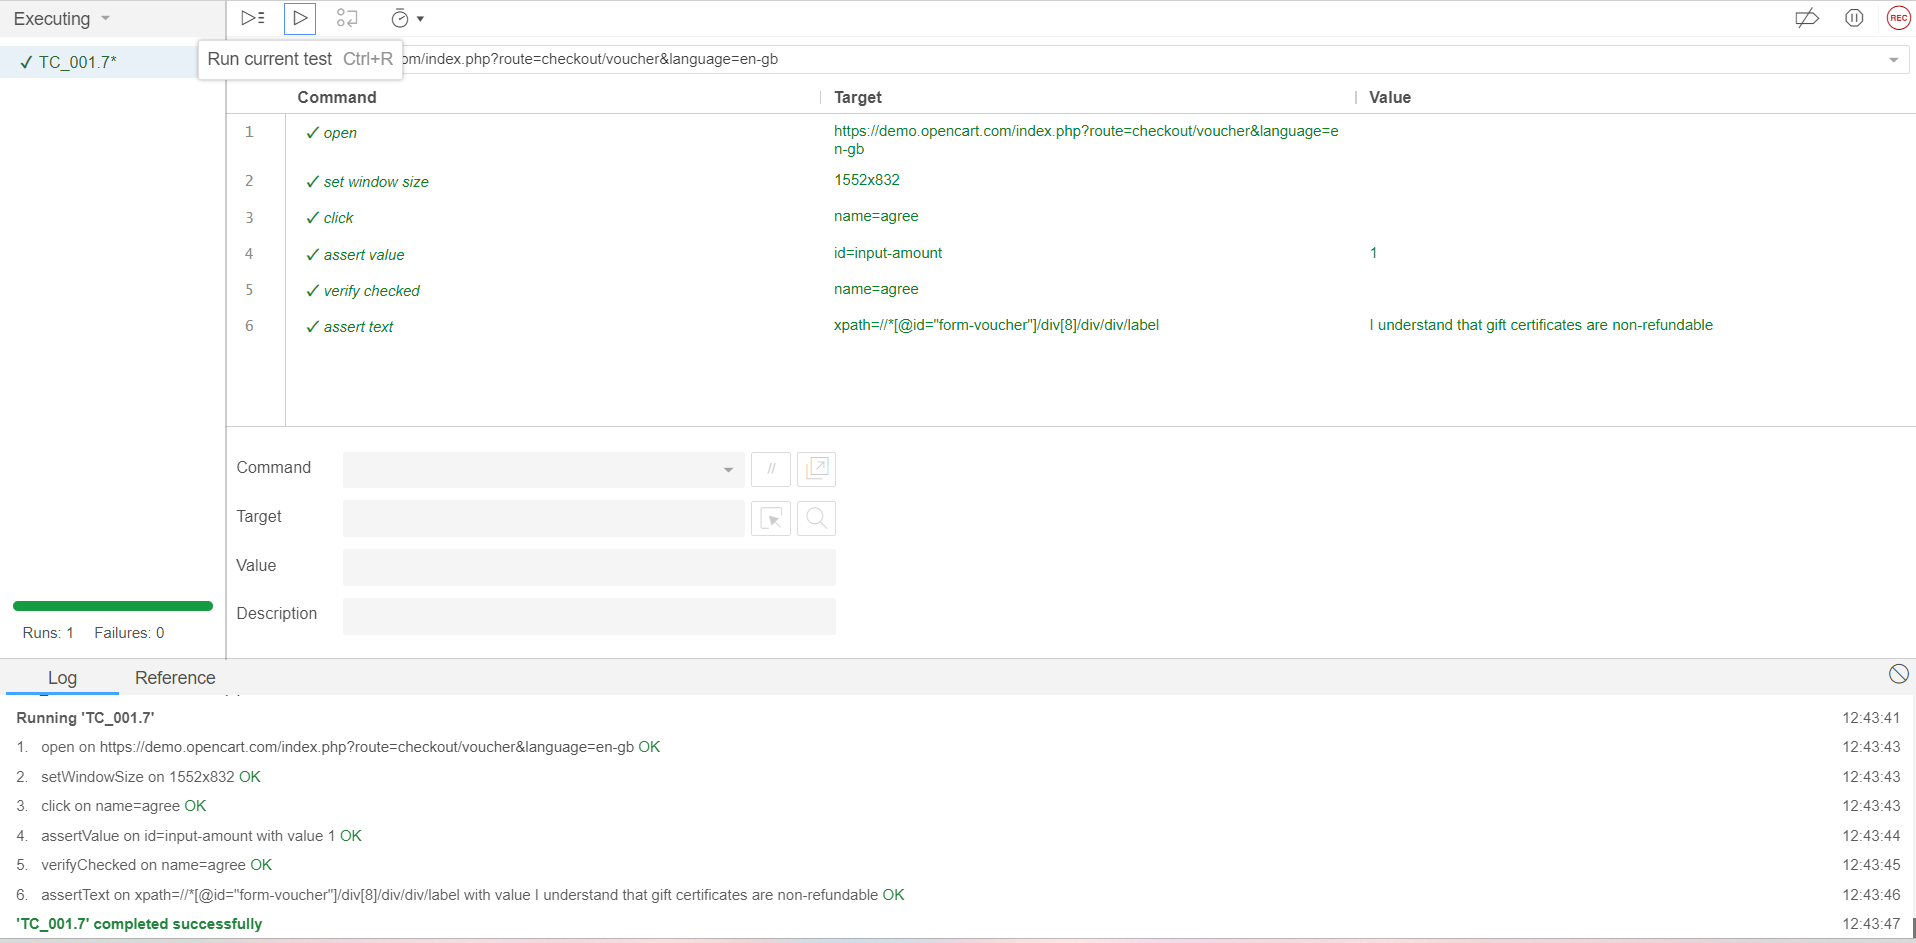 Executing
REC
✓ TC_001.7*
Run current test Ctrl+R
om/index.php?route=checkout/voucher&language=en-gb
Command Target Value
1 ✓ open https://demo.opencart.com/index.php?route=checkout/voucher&language=e
n-gb
2 ✓ set window size 1552x832
3 ✓ click name=agree
4 ✓ assert value id=input-amount 1
5 ✓ verify checked name=agree
6 ✓ assert text xpath=//*[@id="form-voucher"]/div[8]/div/div/label I understand that gift certificates are non-refundable
Command //
Target
Value
Description
Runs: 1 Failures: 0
Log Reference
Running 'TC_001.7' 12:43:41
1. open on https://demo.opencart.com/index.php?route=checkout/voucher&language=en-gb OK 12:43:43
2. setWindowSize on 1552x832 OK 12:43:43
3. click on name=agree OK 12:43:43
4. assertValue on id=input-amount with value 1 OK 12:43:44
5. verifyChecked on name=agree OK 12:43:45
6. assertText on xpath=//*[@id="form-voucher"]/div[8]/div/div/label with value I understand that gift certificates are non-refundable OK 12:43:46
'TC_001.7' completed successfully 12:43:47